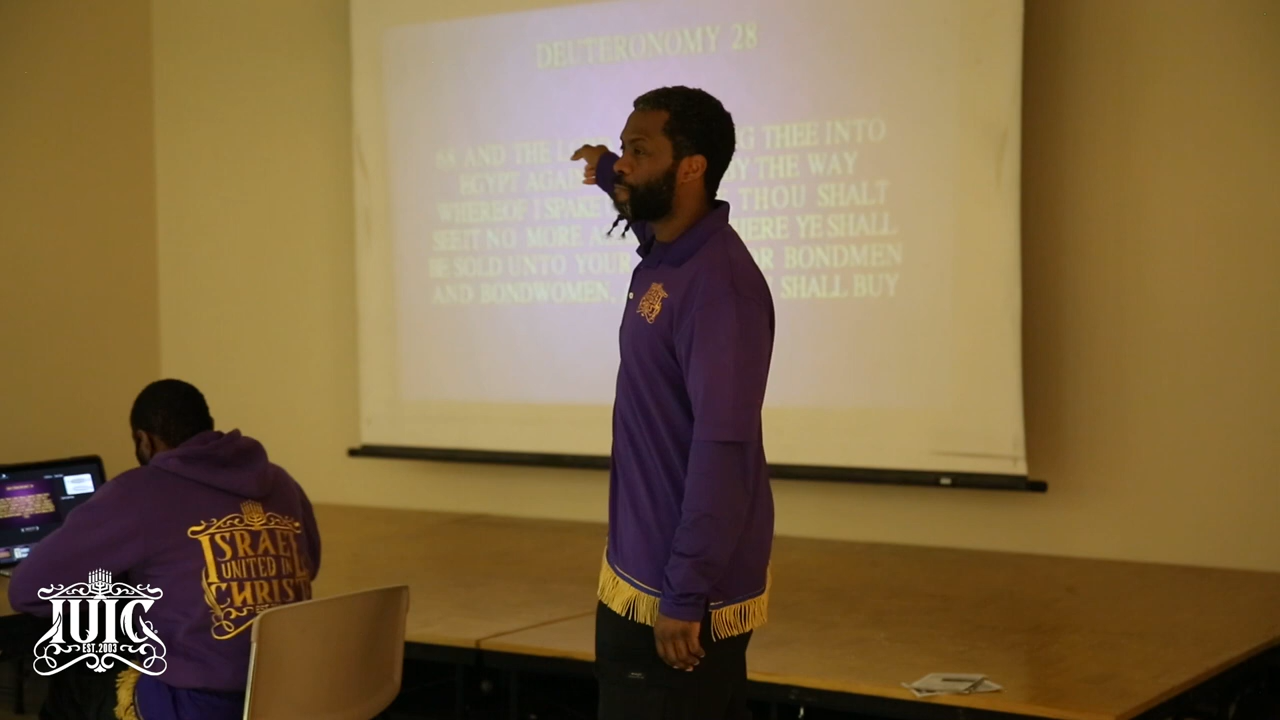 DEUTERONOMY 28
68 AND THE L G THEE INTO
EGYPT AGAI BY THE WAY
WHEREOF I SPAKE THOU SHALT
SEE IT NO MORE A HERE YE SHALL
BE SOLD UNTO YOUR OR BONDMEN
AND BONDWOMEN, SHALL BUY
ISRAEL
UNITED IN
CHRIST
IUIC
EST. 2003